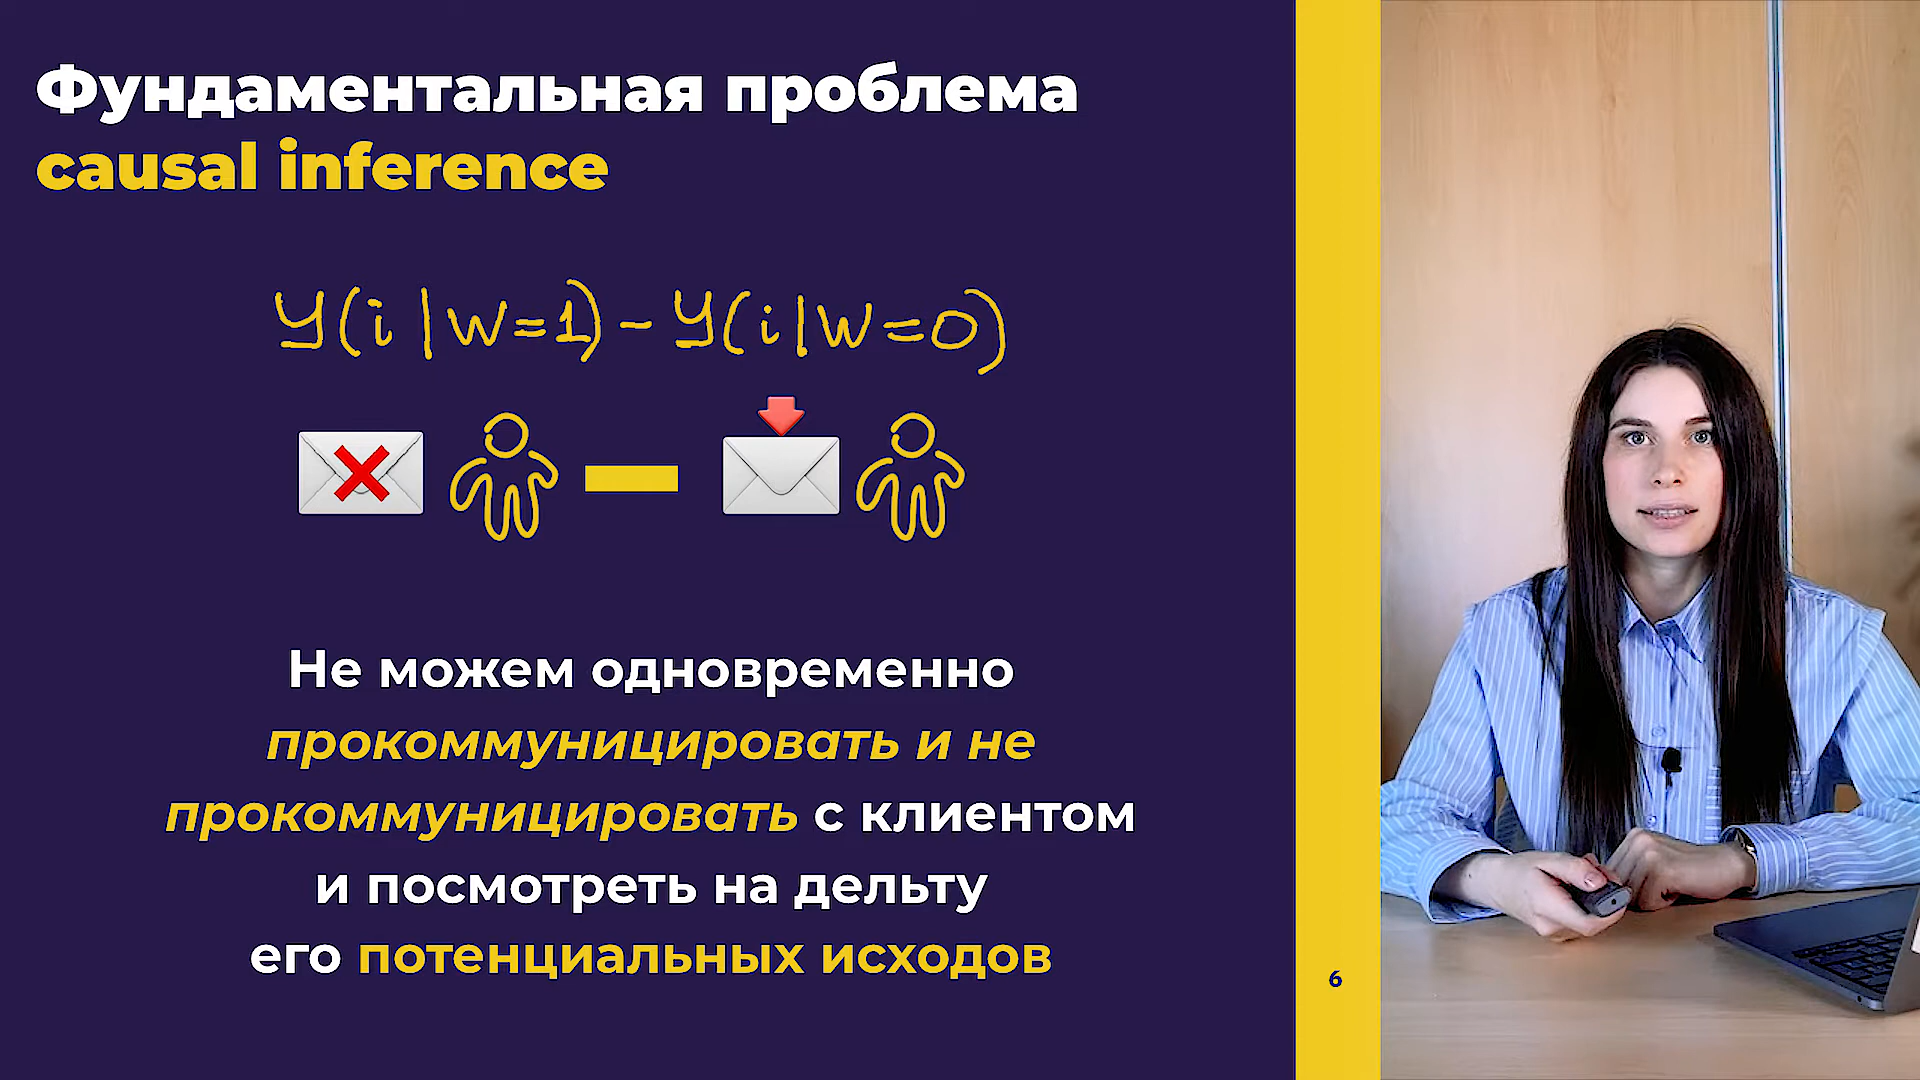 Фундаментальная проблема
causal inference
y(i|w=1)-y(i|w=0)
Не можем одновременно
прокоммуницировать и не
прокоммуницировать с клиентом
и посмотреть на дельту
его потенциальных исходов
6